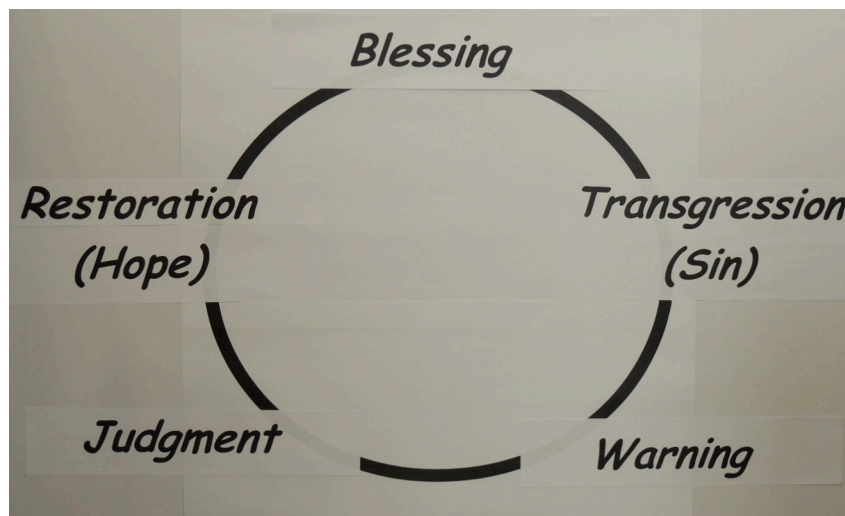 Blessing
Transgression
(Sin)
Warning
Judgment
Restoration
(Hope)